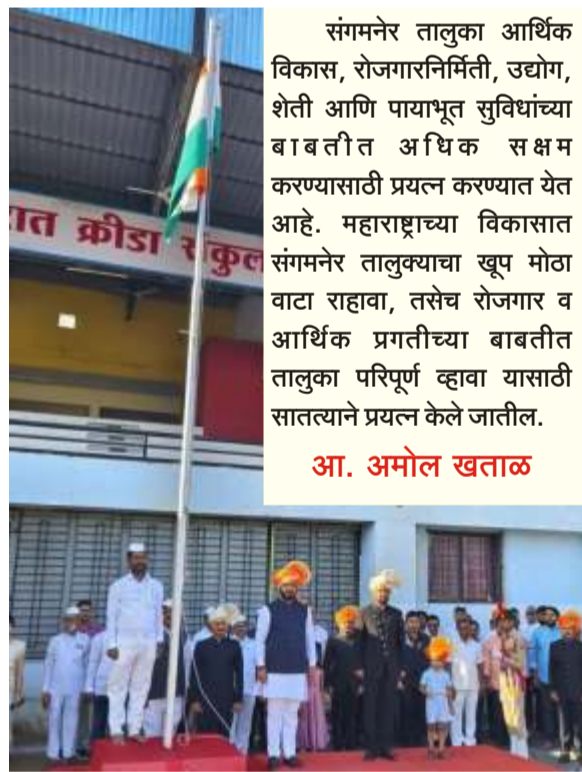 रात क्रीडा संकुल
संगमनेर तालुका आर्थिक
विकास, रोजगारनिर्मिती, उद्योग,
शेती आणि पायाभूत सुविधांच्या
बाबतीत अधिक सक्षम
करण्यासाठी प्रयत्न करण्यात येत
आहे. महाराष्ट्राच्या विकासात
संगमनेर तालुक्याचा खूप मोठा
वाटा राहावा, तसेच रोजगार व
आर्थिक प्रगतीच्या बाबतीत
तालुका परिपूर्ण व्हावा यासाठी
सातत्याने प्रयत्न केले जातील.
आ. अमोल खताळ